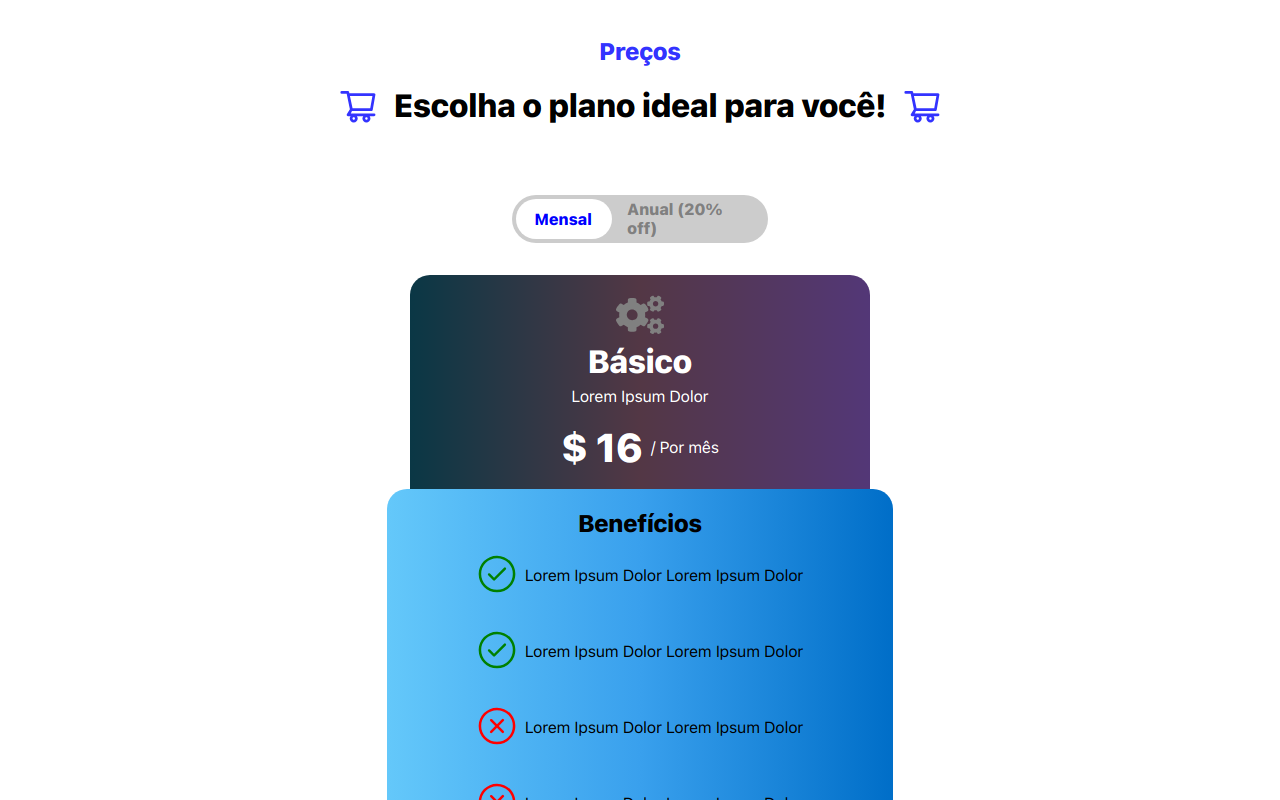 Preços
Escolha o plano ideal para você!
Mensal
Anual (20%
off)
Básico
Lorem Ipsum Dolor
$ 16 / Por mês
Benefícios
Lorem Ipsum Dolor Lorem Ipsum Dolor
Lorem Ipsum Dolor Lorem Ipsum Dolor
Lorem Ipsum Dolor Lorem Ipsum Dolor